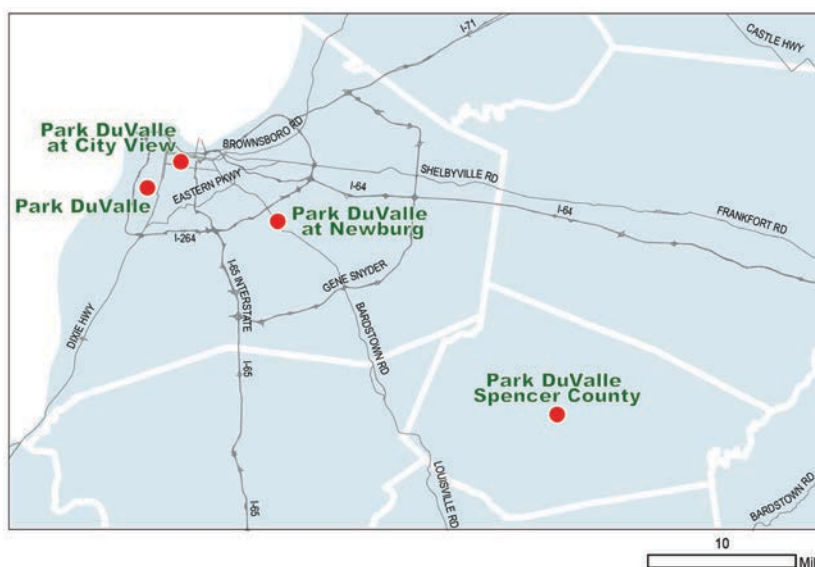 I-71
CASTLE HWY
Park DuValle
at City View
BROWNSBORO RD
SHELBYVILLE RD
EASTERN PKWY
I-64
Park DuValle
Park DuValle
at Newburg
I-64
FRANKFORT RD
I-264
GENE SNYDER
I-65 INTERSTATE
DIXIE HWY
BARDSTOWN RD
I-65
Park DuValle
Spencer County
LOUISVILLE RD
BARDSTOWN RD
I-65
10